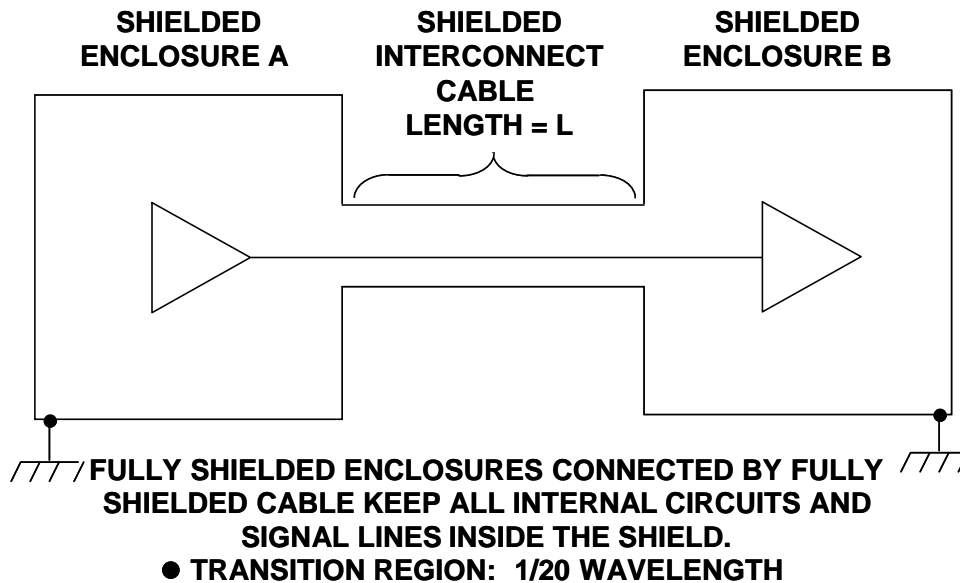 SHIELDED
ENCLOSURE A
SHIELDED
INTERCONNECT
CABLE
LENGTH = L
SHIELDED
ENCLOSURE B
FULLY SHIELDED ENCLOSURES CONNECTED BY FULLY
SHIELDED CABLE KEEP ALL INTERNAL CIRCUITS AND
SIGNAL LINES INSIDE THE SHIELD.
● TRANSITION REGION: 1/20 WAVELENGTH